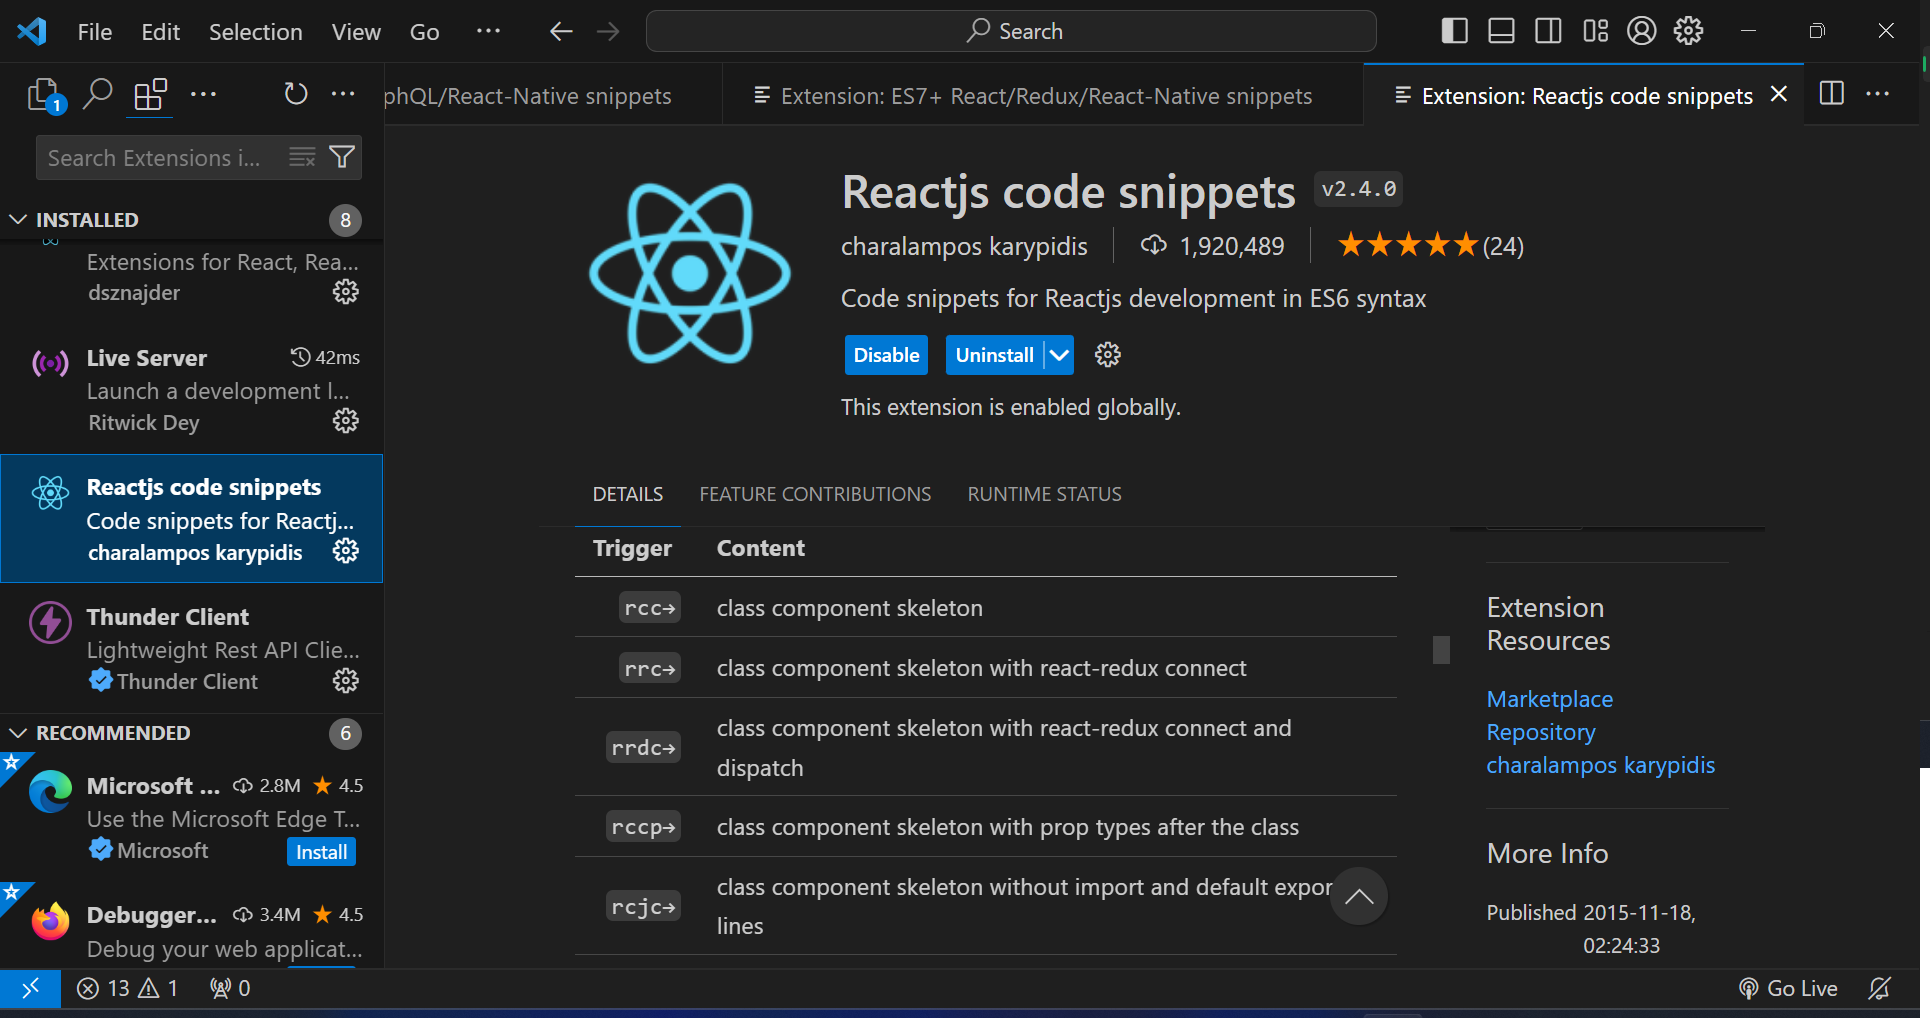 File Edit Selection View Go ··· Search
1
phQL/React-Native snippets
Extension: ES7+ React/Redux/React-Native snippets
Extension: Reactjs code snippets
Search Extensions i...
INSTALLED 8
Extensions for React, Rea...
dsznajder
Live Server 42ms
Launch a development l...
Ritwick Dey
Reactjs code snippets
Code snippets for Reactj...
charalampos karypidis
Thunder Client
Lightweight Rest API Clie...
Thunder Client
RECOMMENDED 6
Microsoft ... 2.8M ★ 4.5
Use the Microsoft Edge T...
Microsoft Install
Debugger... 3.4M ★ 4.5
Debug your web applicat...
Reactjs code snippets v2.4.0
charalampos karypidis 1,920,489 ★★★★★(24)
Code snippets for Reactjs development in ES6 syntax
Disable Uninstall
This extension is enabled globally.
DETAILS FEATURE CONTRIBUTIONS RUNTIME STATUS
Trigger Content
rcc→ class component skeleton
rrc→ class component skeleton with react-redux connect
rrdc→ class component skeleton with react-redux connect and
dispatch
rccp→ class component skeleton with prop types after the class
rcjc→ class component skeleton without import and default expor
lines
Extension
Resources
Marketplace
Repository
charalampos karypidis
More Info
Published 2015-11-18,
02:24:33
13 1 0 Go Live